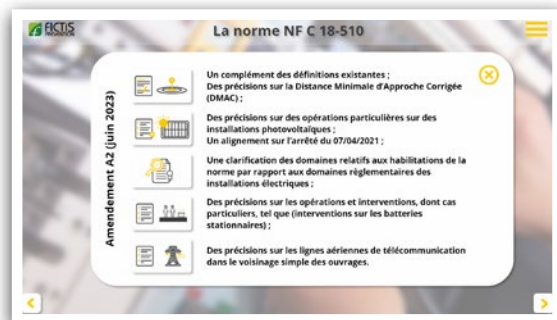 FICTIS
PRÉVENTION
La norme NF C 18-510
Amendement A2 (juin 2023)
Un complément des définitions existantes ;
Des précisions sur la Distance Minimale d'Approche Corrigée
(DMAC) ;
Des précisions sur des opérations particulières sur des
installations photovoltaïques ;
Un alignement sur l'arrêté du 07/04/2021 ;
Une clarification des domaines relatifs aux habilitations de la
norme par rapport aux domaines règlementaires des
installations électriques ;
Des précisions sur les opérations et interventions, dont cas
particuliers, tel que (interventions sur les batteries
stationnaires) ;
Des précisions sur les lignes aériennes de télécommunication
dans le voisinage simple des ouvrages.